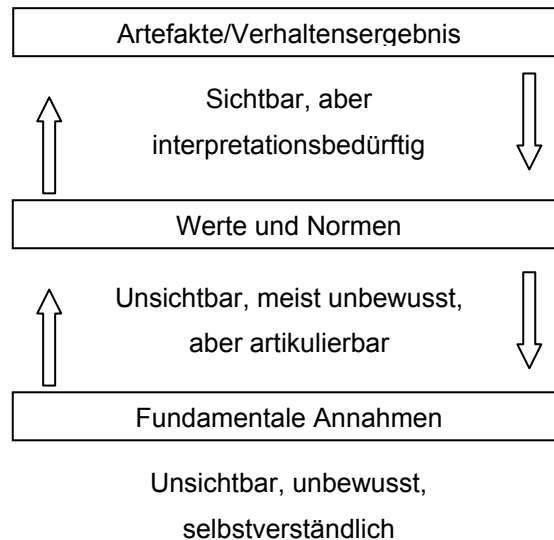 Artefakte/Verhaltensergebnis
Sichtbar, aber
interpretationsbedürftig
Werte und Normen
Unsichtbar, meist unbewusst,
aber artikulierbar
Fundamentale Annahmen
Unsichtbar, unbewusst,
selbstverständlich